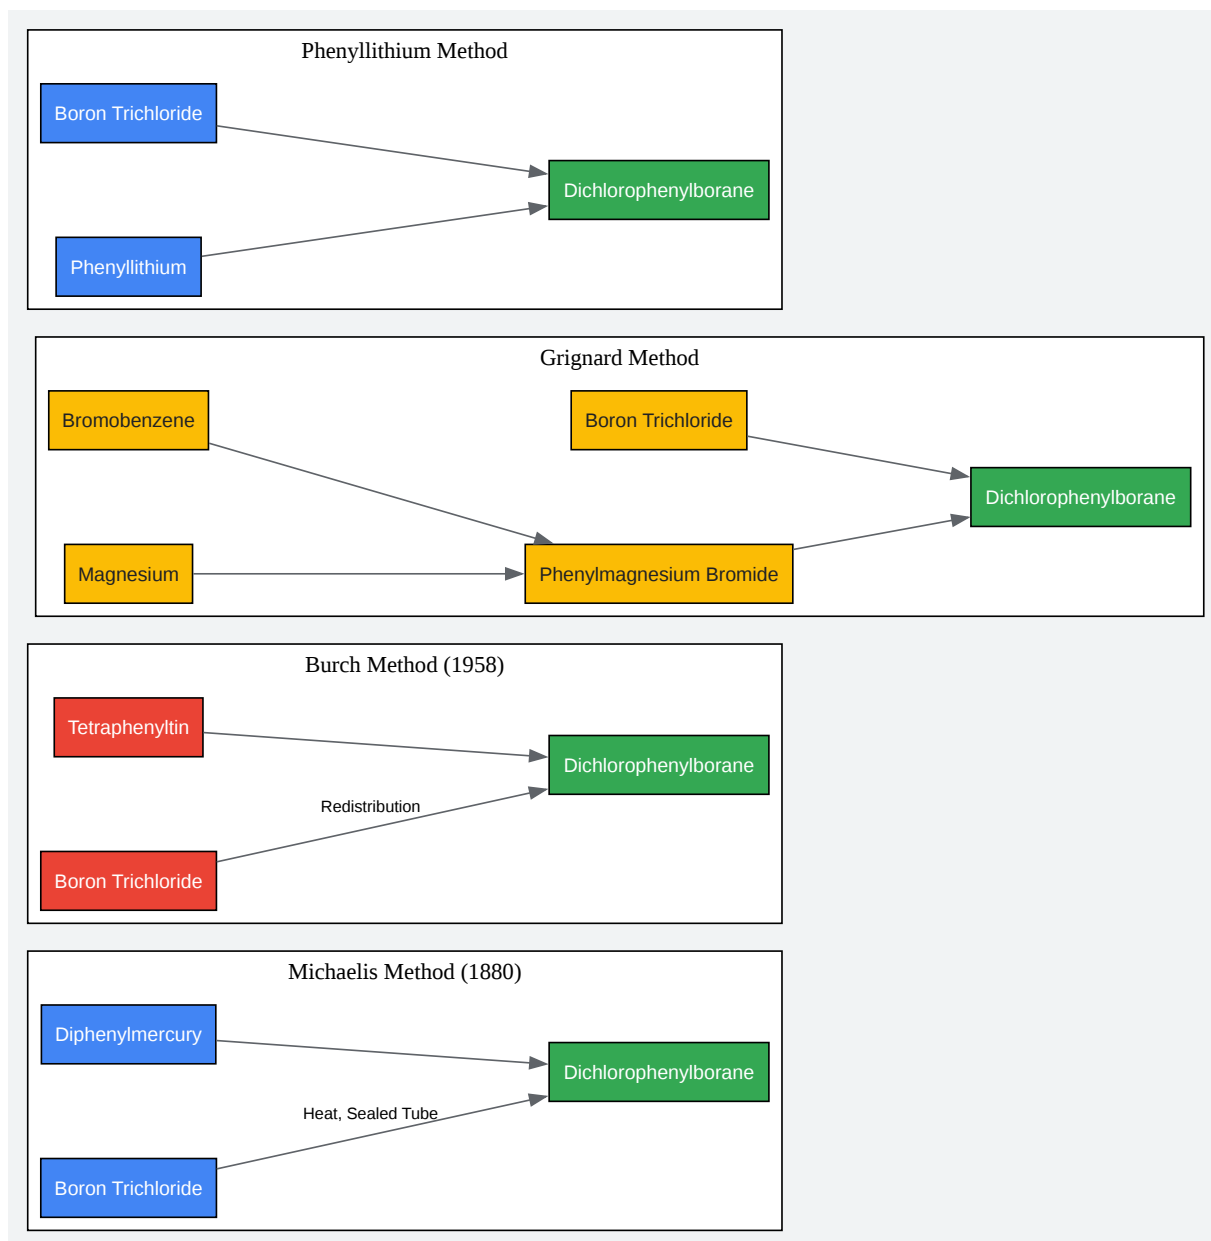 Phenyllithium Method
Boron Trichloride
Dichlorophenylborane
Phenyllithium
Grignard Method
Bromobenzene
Boron Trichloride
Dichlorophenylborane
Magnesium
Phenylmagnesium Bromide
Burch Method (1958)
Tetraphenyltin
Dichlorophenylborane
Redistribution
Boron Trichloride
Michaelis Method (1880)
Diphenylmercury
Dichlorophenylborane
Heat, Sealed Tube
Boron Trichloride